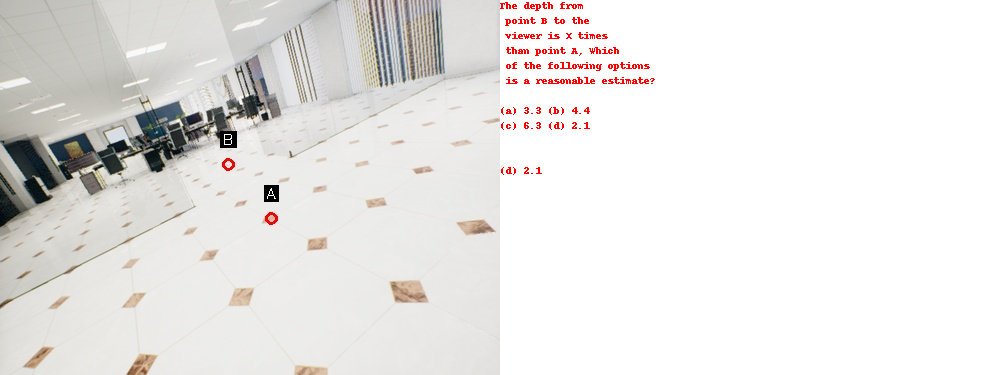 B
A
The depth from
point B to the
viewer is X times
than point A, Which
of the following options
is a reasonable estimate?
(a) 3.3 (b) 4.4
(c) 6.3 (d) 2.1
(d) 2.1